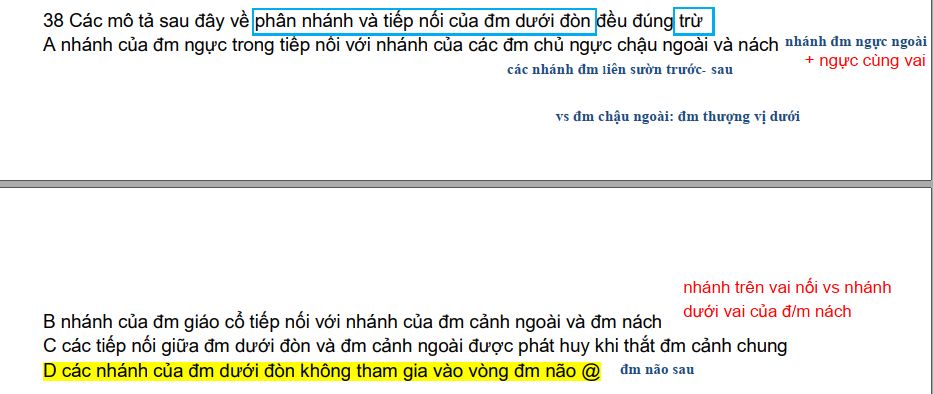 38 Các mô tả sau đây về phân nhánh và tiếp nối của đm dưới đòn đều đúng trừ
A nhánh của đm ngực trong tiếp nối với nhánh của các đm chủ ngực chậu ngoài và nách nhánh đm ngực ngoài
+ ngực cùng vai
các nhánh đm liên sườn trước- sau
vs đm chậu ngoài: đm thượng vị dưới
nhánh trên vai nối vs nhánh
dưới vai của đ/m nách
B nhánh của đm giáo cổ tiếp nối với nhánh của đm cảnh ngoài và đm nách
C các tiếp nối giữa đm dưới đòn và đm cảnh ngoài được phát huy khi thắt đm cảnh chung
D các nhánh của đm dưới đòn không tham gia vào vòng đm não @ đm não sau